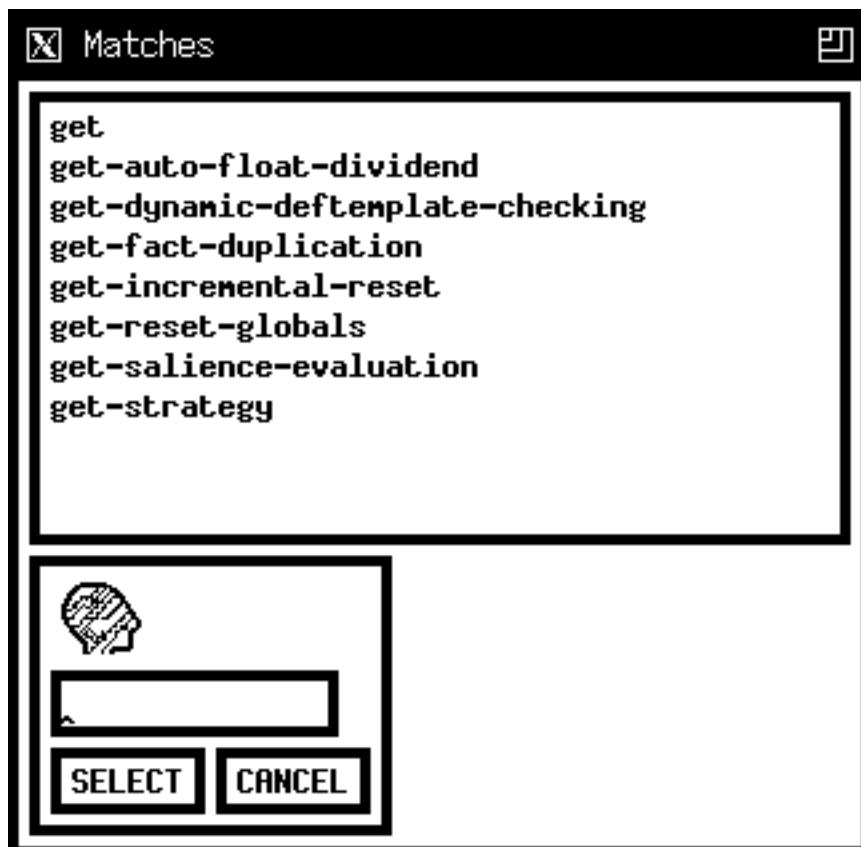 Matches
get
get-auto-float-dividend
get-dynamic-deftemplate-checking
get-fact-duplication
get-incremental-reset
get-reset-globals
get-salience-evaluation
get-strategy
^
SELECT CANCEL